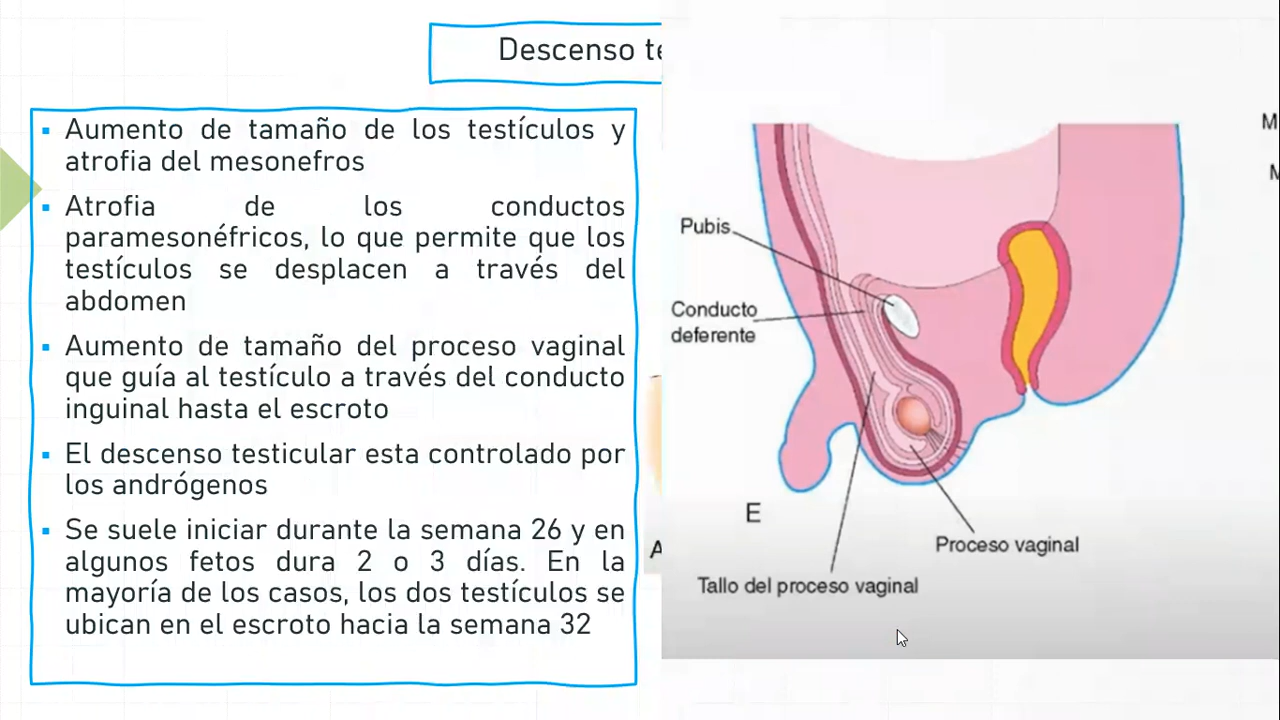 Descenso te
Aumento de tamaño de los testículos y
atrofia del mesonefros
Atrofia de los conductos
paramesonéfricos, lo que permite que los
testículos se desplacen a través del
abdomen
Aumento de tamaño del proceso vaginal
que guía al testículo a través del conducto
inguinal hasta el escroto
El descenso testicular esta controlado por
los andrógenos
Se suele iniciar durante la semana 26 y en
algunos fetos dura 2 o 3 días. En la
mayoría de los casos, los dos testículos se
ubican en el escroto hacia la semana 32
M
M
Pubis
Conducto
deferente
E
A
Proceso vaginal
Tallo del proceso vaginal